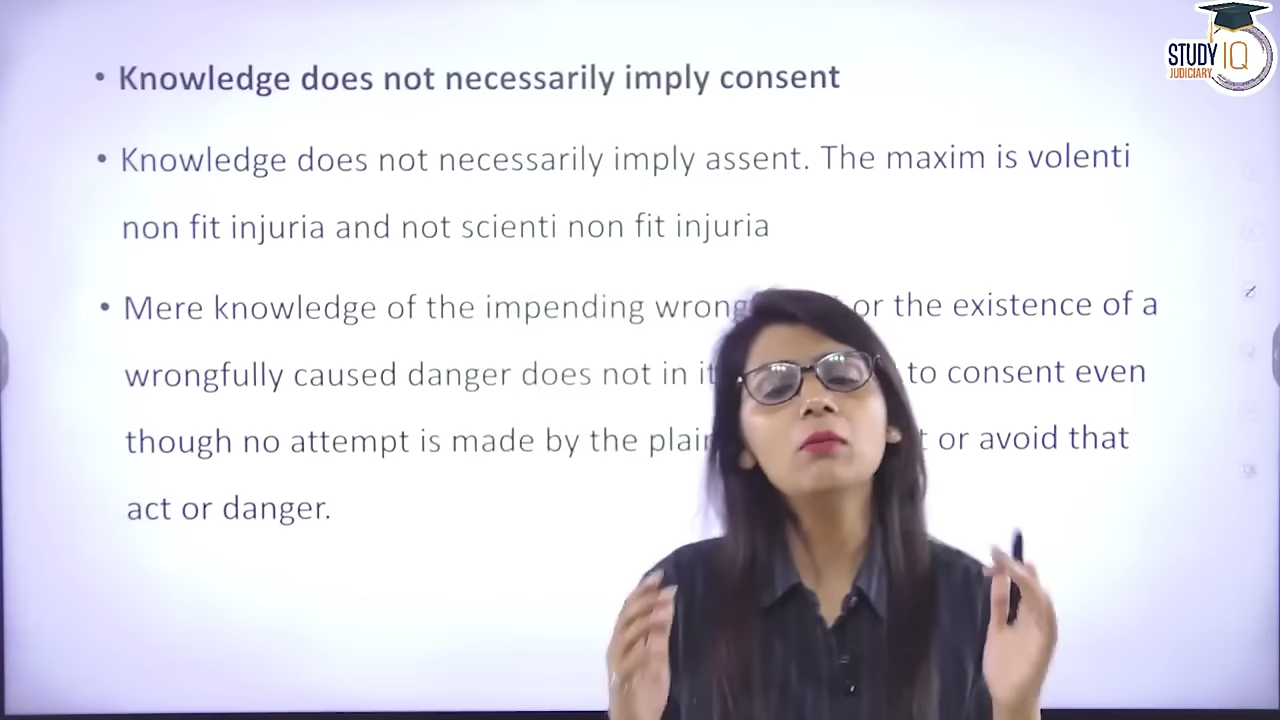 STUDY IQ
JUDICIARY
• Knowledge does not necessarily imply consent
• Knowledge does not necessarily imply assent. The maxim is volenti
non fit injuria and not scienti non fit injuria
• Mere knowledge of the impending or the existence of a
wrongfully caused danger does not in to consent even
though no attempt is made by the or avoid that
act or danger.